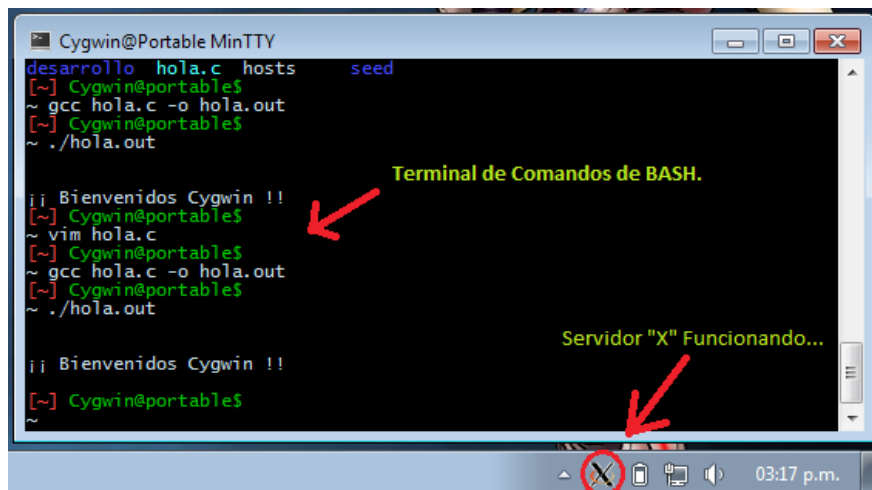 Cygwin@Portable MinTTY
desarrollo hola.c hosts seed
[~] Cygwin@portable$
~ gcc hola.c -o hola.out
[~] Cygwin@portable$
~ ./hola.out
Terminal de Comandos de BASH.
¡¡ Bienvenidos Cygwin !!
[~] Cygwin@portable$
~ vim hola.c
[~] Cygwin@portable$
~ gcc hola.c -o hola.out
[~] Cygwin@portable$
~ ./hola.out
Servidor "X" Funcionando...
¡¡ Bienvenidos Cygwin !!
[~] Cygwin@portable$
~
03:17 p.m.